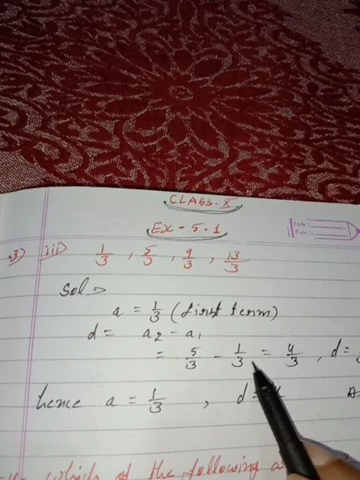 CLASS-X
EX-5.1
Q3) iii) 1/3, 5/3, 9/3, 13/3
Sol
a = 1/3 (first term)
d = a2 - a1
= 5/3 - 1/3 = 4/3, d =
hence a = 1/3, d =
which of the following